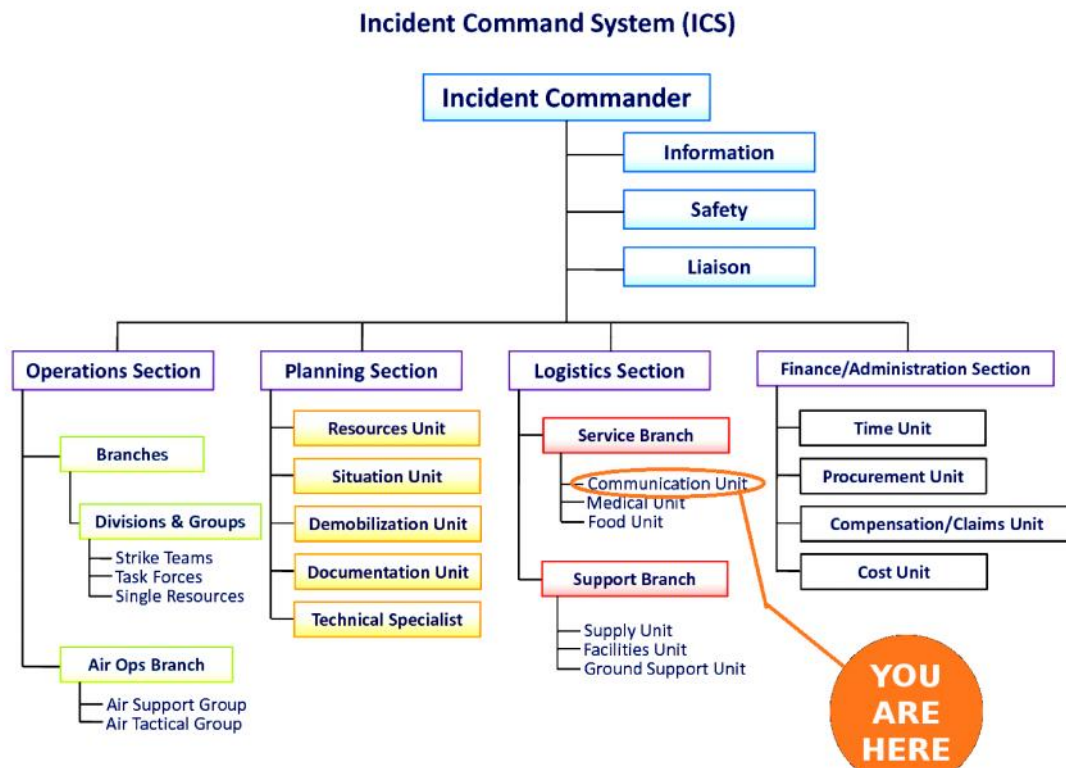 Incident Command System (ICS)
Incident Commander
Information
Safety
Liaison
Operations Section
Branches
Divisions & Groups
Strike Teams
Task Forces
Single Resources
Air Ops Branch
Air Support Group
Air Tactical Group
Planning Section
Resources Unit
Situation Unit
Demobilization Unit
Documentation Unit
Technical Specialist
Logistics Section
Service Branch
Communication Unit
Medical Unit
Food Unit
Support Branch
Supply Unit
Facilities Unit
Ground Support Unit
Finance/Administration Section
Time Unit
Procurement Unit
Compensation/Claims Unit
Cost Unit
YOU
ARE
HERE